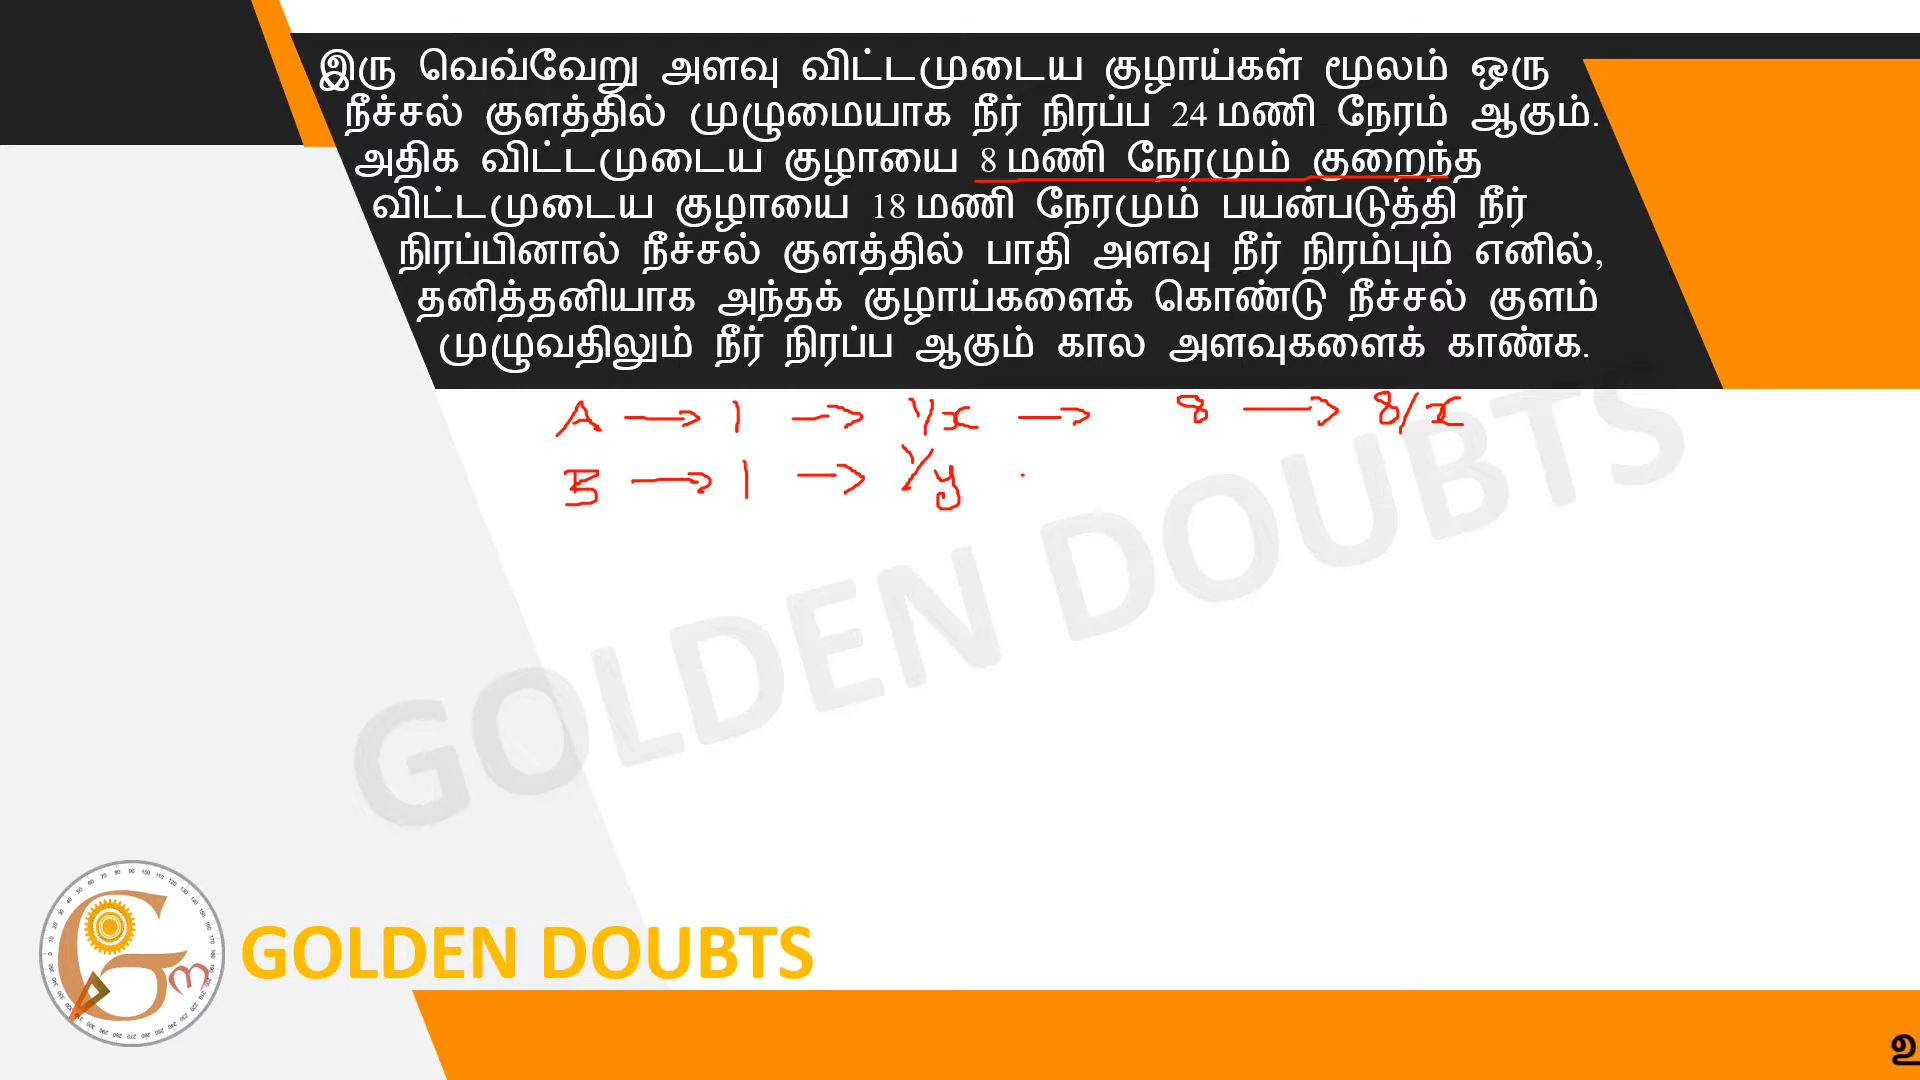 இரு வெவ்வேறு அளவு விட்டமுடைய குழாய்கள் மூலம் ஒரு
நீச்சல் குளத்தில் முழுமையாக நீர் நிரப்ப 24 மணி நேரம் ஆகும்.
அதிக விட்டமுடைய குழாயை 8 மணி நேரமும் குறைந்த
விட்டமுடைய குழாயை 18 மணி நேரமும் பயன்படுத்தி நீர்
நிரப்பினால் நீச்சல் குளத்தில் பாதி அளவு நீர் நிரம்பும் எனில்,
தனித்தனியாக அந்தக் குழாய்களைக் கொண்டு நீச்சல் குளம்
முழுவதிலும் நீர் நிரப்ப ஆகும் கால அளவுகளைக் காண்க.
A → 1 → 1/x → 8 → 8/x
B → 1 → 1/y
GOLDEN DOUBTS
GOLDEN DOUBTS
உ